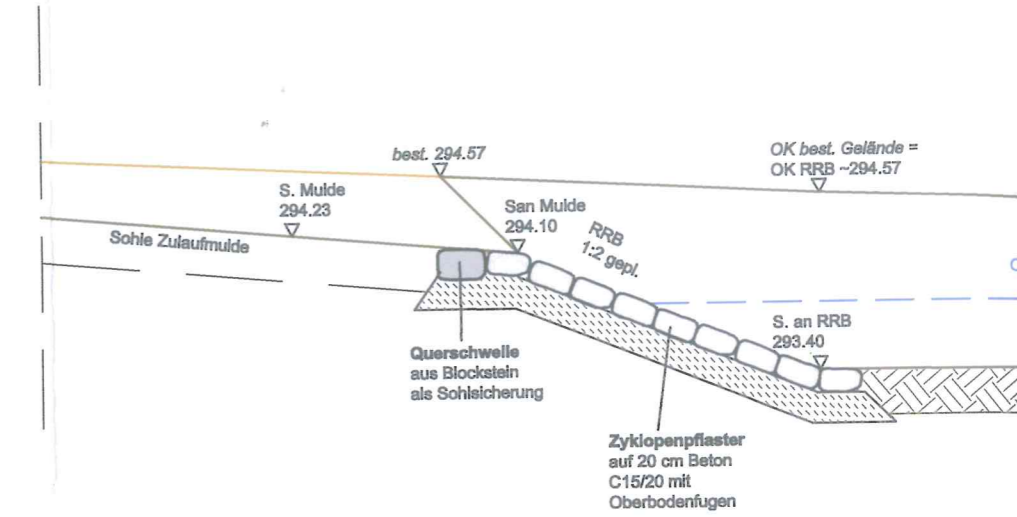 best. 294.57
OK best. Gelände =
OK RRB ~294.57
S. Mulde
294.23
San Mulde
294.10
RRB
1:2 gepl.
Sohle Zulaufmulde
S. an RRB
293.40
Querschwelle
aus Blockstein
als Sohlsicherung
Zyklopenpflaster
auf 20 cm Beton
C15/20 mit
Oberbodenfugen